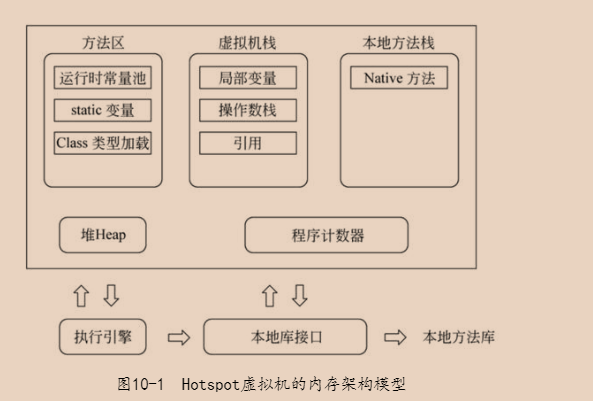 方法区 虚拟机栈 本地方法栈
运行时常量池 局部变量 Native 方法
static 变量 操作数栈
Class 类型加载 引用
堆Heap 程序计数器
执行引擎 本地库接口 本地方法库
图10-1 Hotspot虚拟机的内存架构模型